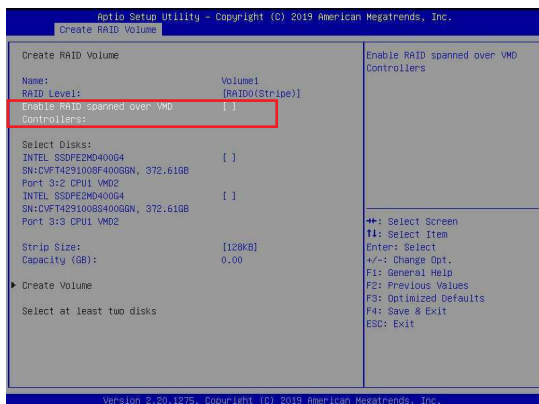 Aptio Setup Utility – Copyright (C) 2019 American Megatrends, Inc.
Create RAID Volume
Create RAID Volume
Name: Volume1
RAID Level: [RAID0(Stripe)]
Enable RAID spanned over VMD [ ]
Controllers:
Select Disks:
INTEL SSDPE2MD400G4 [ ]
SN:CVFT4291008F400GGN, 372.61GB
Port 3:2 CPU1 VMD2
INTEL SSDPE2MD400G4 [ ]
SN:CVFT4291008S400GGN, 372.61GB
Port 3:3 CPU1 VMD2
Strip Size: [128KB]
Capacity (GB): 0.00
Create Volume
Select at least two disks
Enable RAID spanned over VMD
Controllers
→←: Select Screen
↑↓: Select Item
Enter: Select
+/-: Change Opt.
F1: General Help
F2: Previous Values
F3: Optimized Defaults
F4: Save & Exit
ESC: Exit
Version 2.20.1275. Copyright (C) 2019 American Megatrends, Inc.